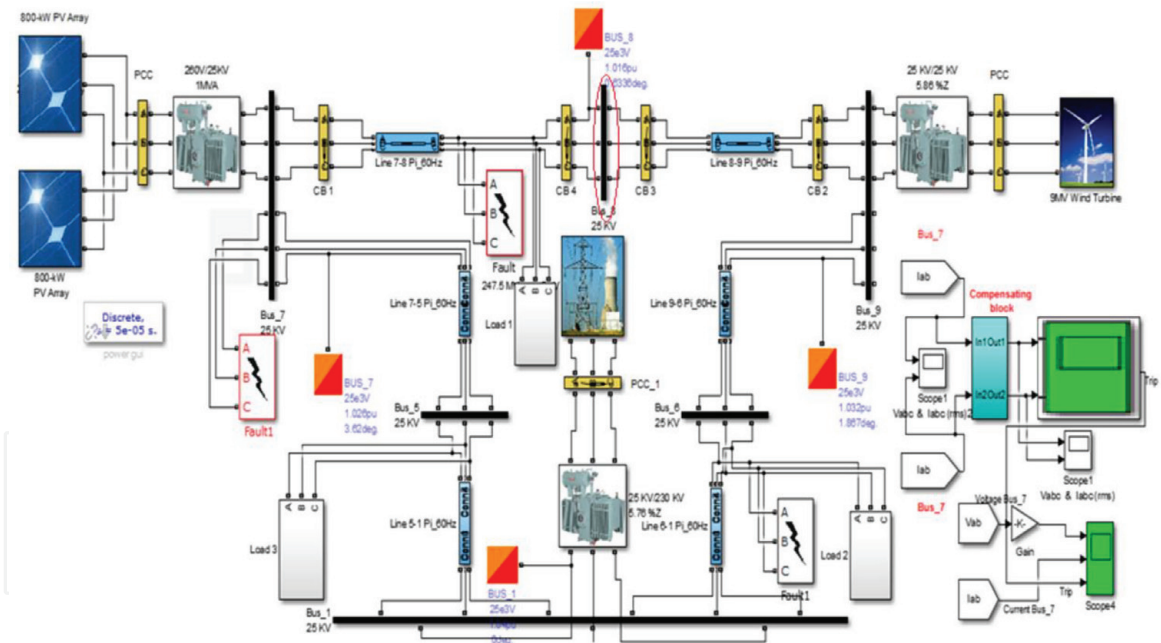 800-kW PV Array
PCC
260V/25KV
1MVA
BUS_8
25e3V
1.016pu
25 KV/25 KV
5.86 %Z
PCC
CB 1
Line 7-8 Pi_60Hz
CB4
CB3
Line 8-9 Pi_60Hz
CB 2
9MV Wind Turbine
25 KV
800-kW
PV Array
A
B
C
Fault
A B C
Load 1
Discrete,
= 5e-05 s.
powergui
Bus_7
25 KV
Line 7-5 Pi_60Hz
Line 9-6 Pi_60Hz
Bus_9
25 KV
Bus_7
Iab
Compensating
block
In1 Out1
In2 Out2
Trip
Scope1
Vabc & Iabc (rms)2
Scope1
Vabc & Iabc(rms)
Iab
Bus_7
A
B
C
Fault1
BUS_7
25e3V
1.026pu
3.62deg.
PCC_1
BUS_9
25e3V
1.032pu
1.867deg.
Bus_5
25 KV
Bus_6
25 KV
25 KV/230 KV
5.76 %Z
A B C
Load 3
Line 5-1 Pi_60Hz
Line 6-1 Pi_60Hz
A
B
C
Fault1
A B C
Load 2
Voltage Bus_7
Vab
-K-
Gain
Iab
Current Bus_7
Trip
Scope4
BUS_1
25e3V
Bus_1
25 KV